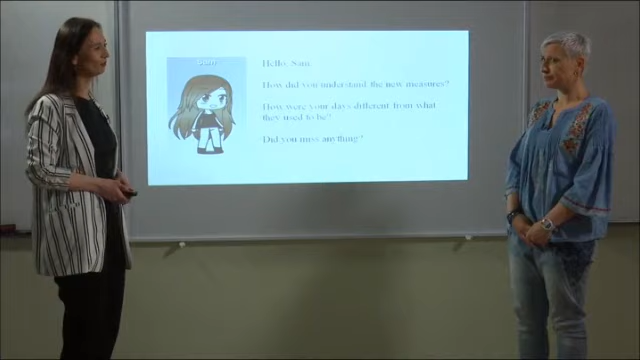 Hello, Sam
How did you understand the new measures?
How were your days different from what
they used to be?
Did you miss anything?